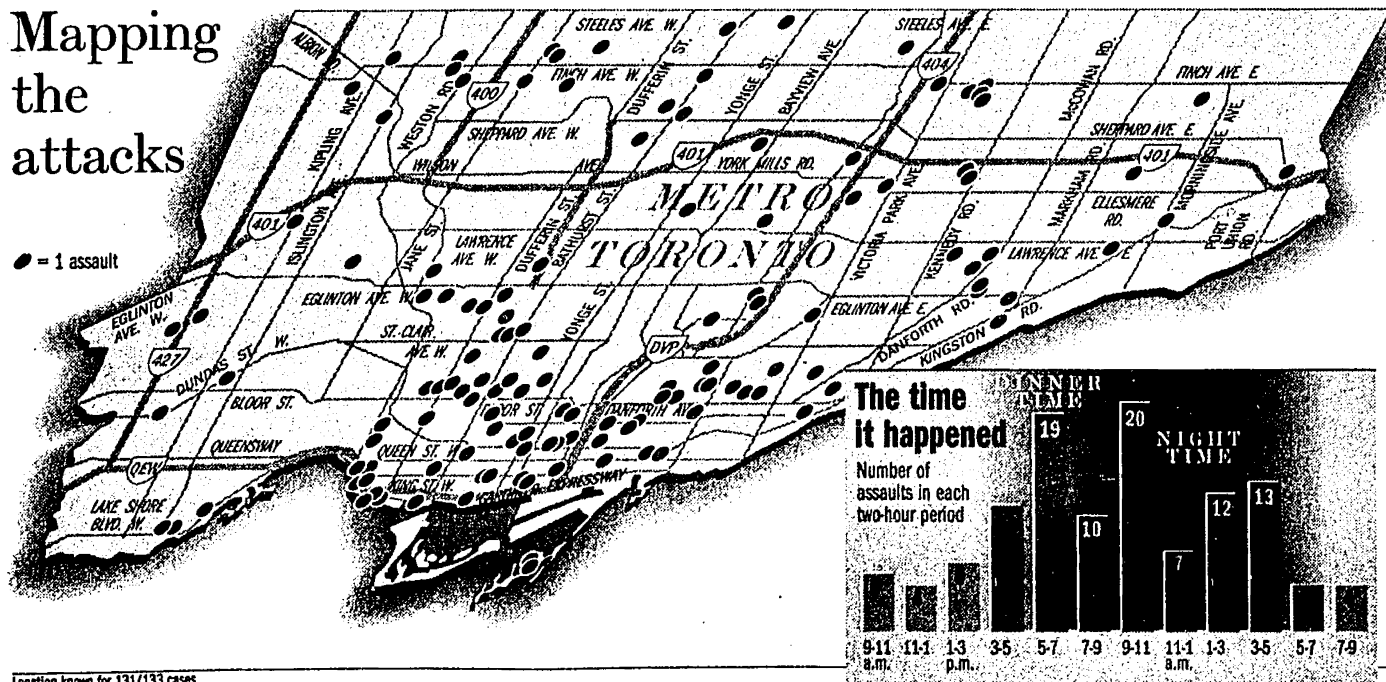 Mapping
the
attacks
= 1 assault
STEELES AVE. W.
STEELES AVE. E.
ALBION RD.
KIPLING AVE.
WESTON RD.
400
FINCH AVE. W.
DUFFERIN ST.
YONGE ST.
BAYVIEW AVE.
404
McCOWAN RD.
FINCH AVE E.
SHEPPARD AVE. W.
SHEPPARD AVE. E.
WILSON
AVE.
401
YORK MILLS RD.
401
MORNINGSIDE AVE.
METRO
TORONTO
401
ISLINGTON
JANE ST.
LAWRENCE
AVE. W.
DUFFERIN ST.
BATHURST ST.
YONGE ST.
VICTORIA PARK AVE.
KENNEDY RD.
MARKHAM RD.
ELLESMERE
RD.
PORT
UNION
RD.
LAWRENCE AVE. E.
EGLINTON
AVE. W.
EGLINTON AVE. W.
EGLINTON AVE. E.
427
ST. CLAIR
AVE. W.
DVP
DANFORTH RD.
KINGSTON RD.
DUNDAS ST. W.
BLOOR ST.
BLOOR ST.
DANFORTH AVE.
QUEENSWAY
QUEEN ST. W.
QEW
KING ST. W.
GARDINER EXPRESSWAY
LAKE SHORE
BLVD. W.
The time
it happened
Number of
assaults in each
two-hour period
DINNER
TIME
NIGHT
TIME
19
10
20
7
12
13
9-11
a.m.
11-1
1-3
p.m.
3-5
5-7
7-9
9-11
11-1
a.m.
1-3
3-5
5-7
7-9
Location known for 131/133 cases